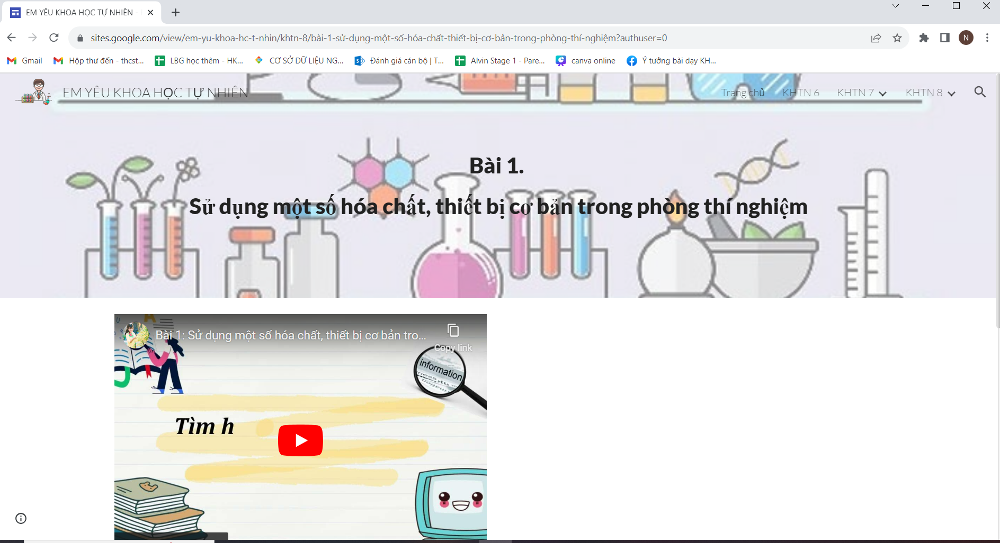 EM YÊU KHOA HỌC TỰ NHIÊN -
sites.google.com/view/em-yu-khoa-hc-t-nhin/khtn-8/bài-1-sử-dụng-một-số-hóa-chất-thiết-bị-cơ-bản-trong-phòng-thí-nghiệm?authuser=0
N
Gmail
Hộp thư đến - thcst...
LBG học thêm - HK...
CƠ SỞ DỮ LIỆU NG...
Đánh giá cán bộ | T...
Alvin Stage 1 - Pare...
canva online
Ý tưởng bài dạy KH...
EM YÊU KHOA HỌC TỰ NHIÊN
Trang chủ
KHTN 6
KHTN 7
KHTN 8
Bài 1.
Sử dụng một số hóa chất, thiết bị cơ bản trong phòng thí nghiệm
Bài 1: Sử dụng một số hóa chất, thiết bị cơ bản tro...
Copy link
information
Tìm h